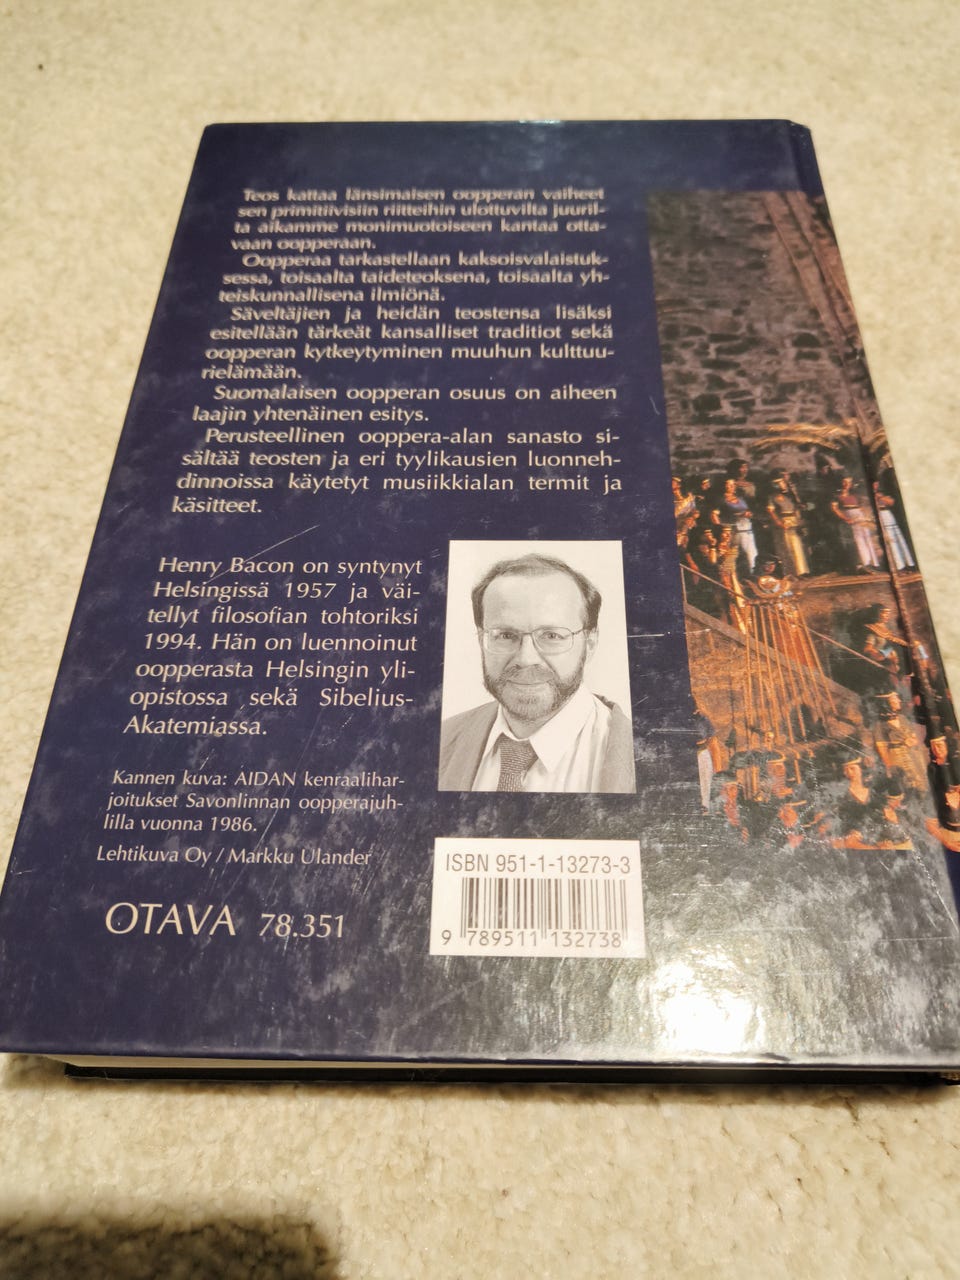 Teos kattaa länsimaisen oopperan vaiheet
sen primitiivisiin riitteihin ulottuvilta juuril-
ta aikamme monimuotoiseen kantaa otta-
vaan oopperaan.
Oopperaa tarkastellaan kaksoisvalaistuk-
sessa, toisaalta taideteoksena, toisaalta yh-
teiskunnallisena ilmiönä.
Säveltäjien ja heidän teostensa lisäksi
esitellään tärkeät kansalliset traditiot sekä
oopperan kytkeytyminen muuhun kulttuu-
rielämään.
Suomalaisen oopperan osuus on aiheen
laajin yhtenäinen esitys.
Perusteellinen ooppera-alan sanasto si-
sältää teosten ja eri tyylikausien luonneh-
dinnoissa käytetyt musiikkialan termit ja
käsitteet.
Henry Bacon on syntynyt
Helsingissä 1957 ja väi-
tellyt filosofian tohtoriksi
1994. Hän on luennoinut
oopperasta Helsingin yli-
opistossa sekä Sibelius-
Akatemiassa.
Kannen kuva: AIDAN kenraalihar-
joitukset Savonlinnan oopperajuh-
lilla vuonna 1986.
Lehtikuva Oy / Markku Ulander
OTAVA 78.351
ISBN 951-1-13273-3
9 789511 132738